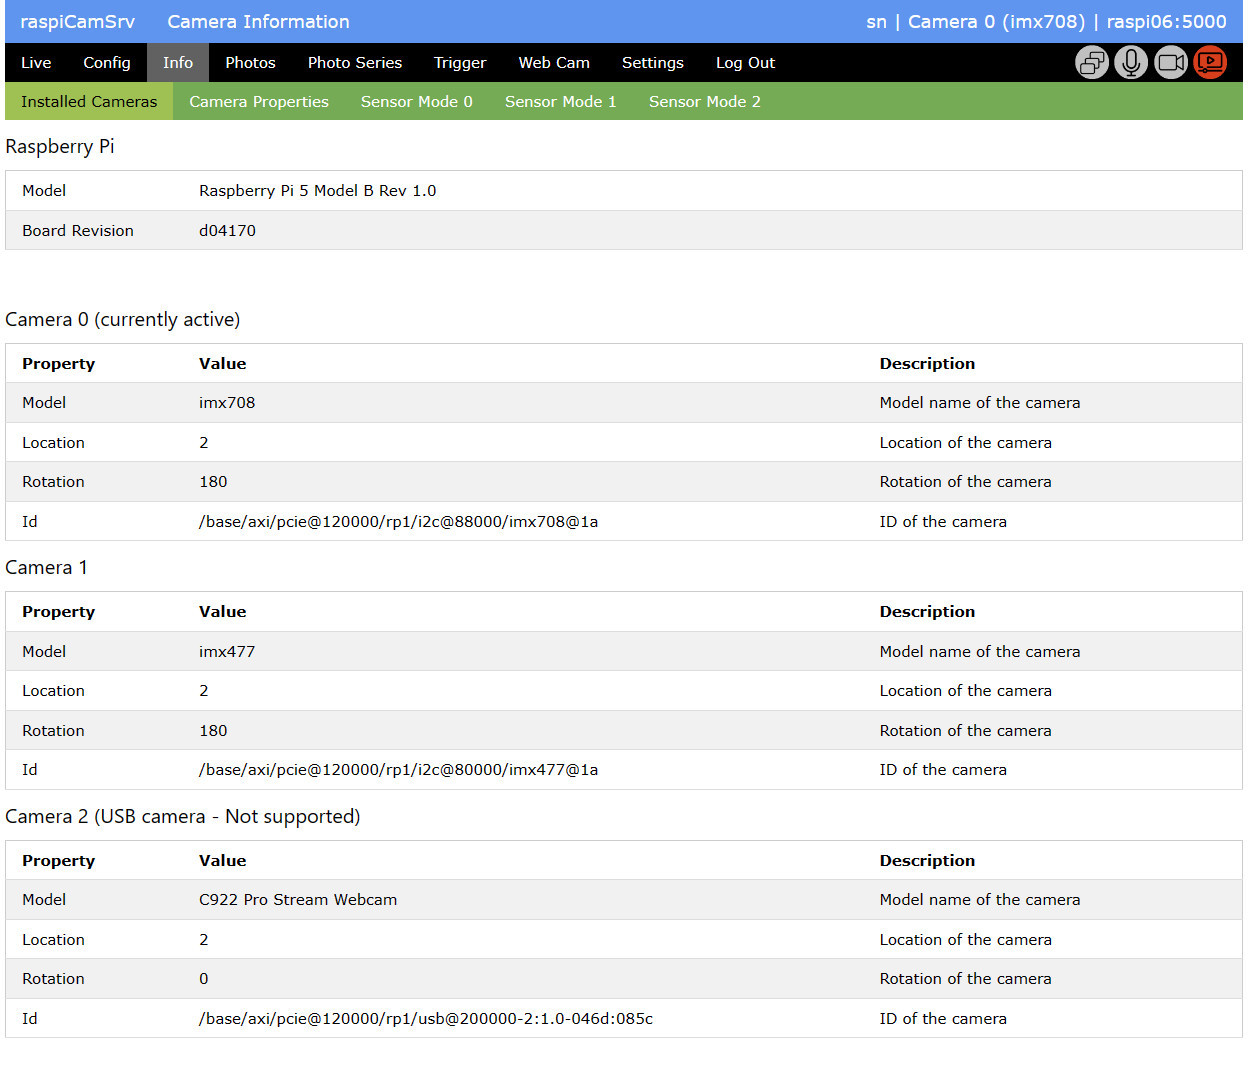 raspiCamSrv Camera Information sn | Camera 0 (imx708) | raspi06:5000
Live Config Info Photos Photo Series Trigger Web Cam Settings Log Out
Installed Cameras Camera Properties Sensor Mode 0 Sensor Mode 1 Sensor Mode 2
Raspberry Pi
Model Raspberry Pi 5 Model B Rev 1.0
Board Revision d04170
Camera 0 (currently active)
Property Value Description
Model imx708 Model name of the camera
Location 2 Location of the camera
Rotation 180 Rotation of the camera
Id /base/axi/pcie@120000/rp1/i2c@88000/imx708@1a ID of the camera
Camera 1
Property Value Description
Model imx477 Model name of the camera
Location 2 Location of the camera
Rotation 180 Rotation of the camera
Id /base/axi/pcie@120000/rp1/i2c@80000/imx477@1a ID of the camera
Camera 2 (USB camera - Not supported)
Property Value Description
Model C922 Pro Stream Webcam Model name of the camera
Location 2 Location of the camera
Rotation 0 Rotation of the camera
Id /base/axi/pcie@120000/rp1/usb@200000-2:1.0-046d:085c ID of the camera